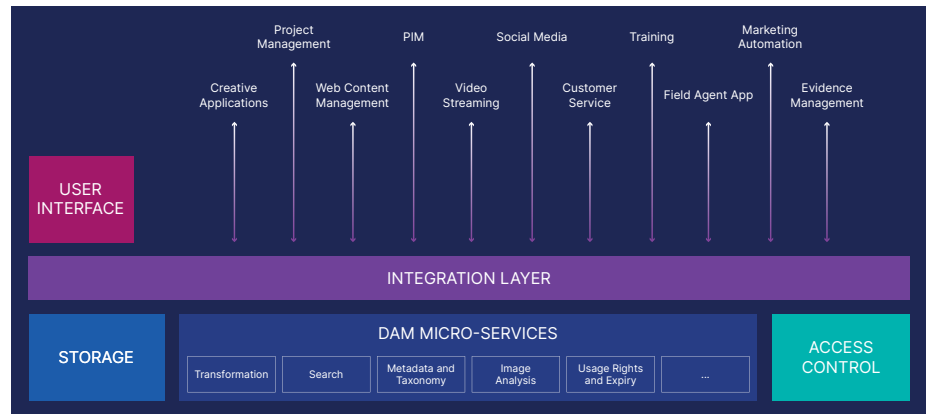 Project
Management
PIM
Social Media
Training
Marketing
Automation
Creative
Applications
Web Content
Management
Video
Streaming
Customer
Service
Field Agent App
Evidence
Management
USER
INTERFACE
INTEGRATION LAYER
STORAGE
DAM MICRO-SERVICES
Transformation
Search
Metadata and
Taxonomy
Image
Analysis
Usage Rights
and Expiry
...
ACCESS
CONTROL